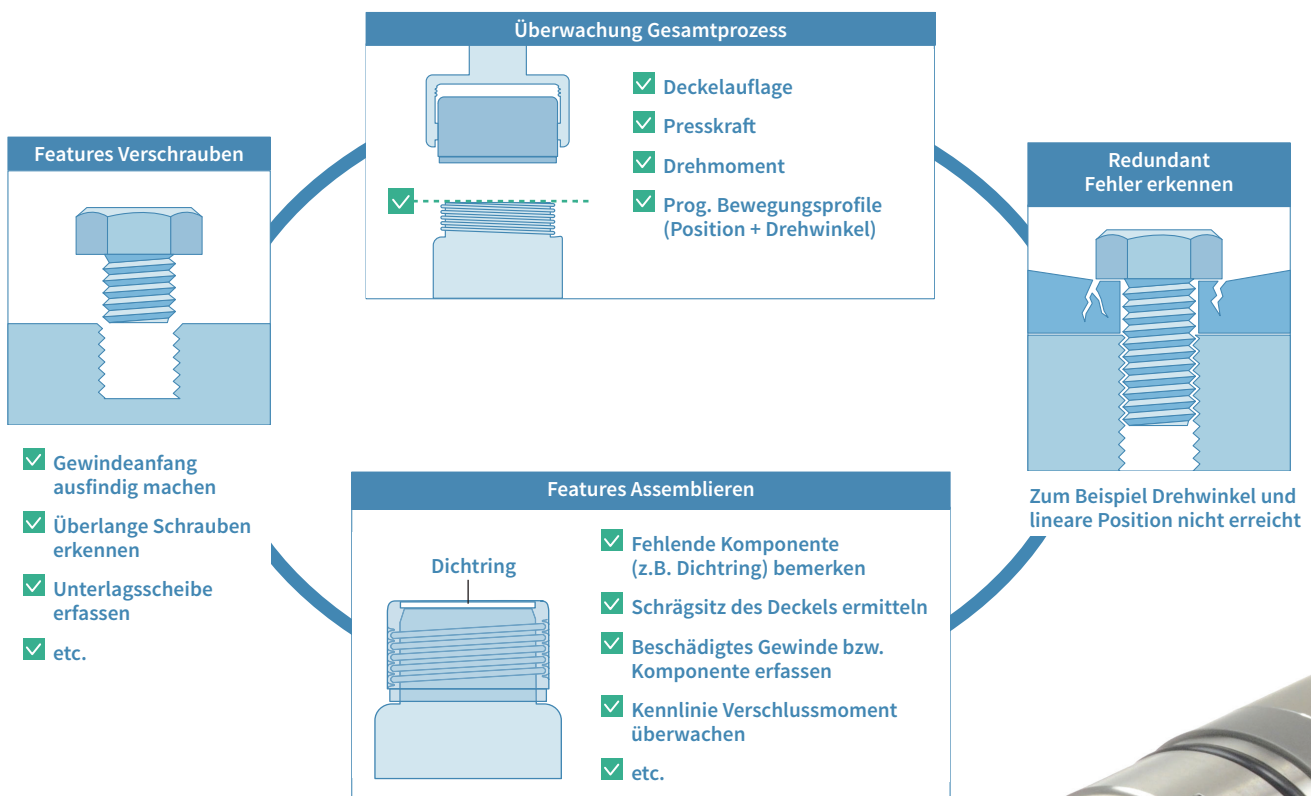 Überwachung Gesamtprozess
Deckelauflage
Presskraft
Drehmoment
Prog. Bewegungsprofile
(Position + Drehwinkel)
Features Verschrauben
Gewindeanfang
ausfindig machen
Überlange Schrauben
erkennen
Unterlagsscheibe
erfassen
etc.
Redundant
Fehler erkennen
Zum Beispiel Drehwinkel und
lineare Position nicht erreicht
Features Assemblieren
Dichtring
Fehlende Komponente
(z.B. Dichtring) bemerken
Schrägsitz des Deckels ermitteln
Beschädigtes Gewinde bzw.
Komponente erfassen
Kennlinie Verschlussmoment
überwachen
etc.